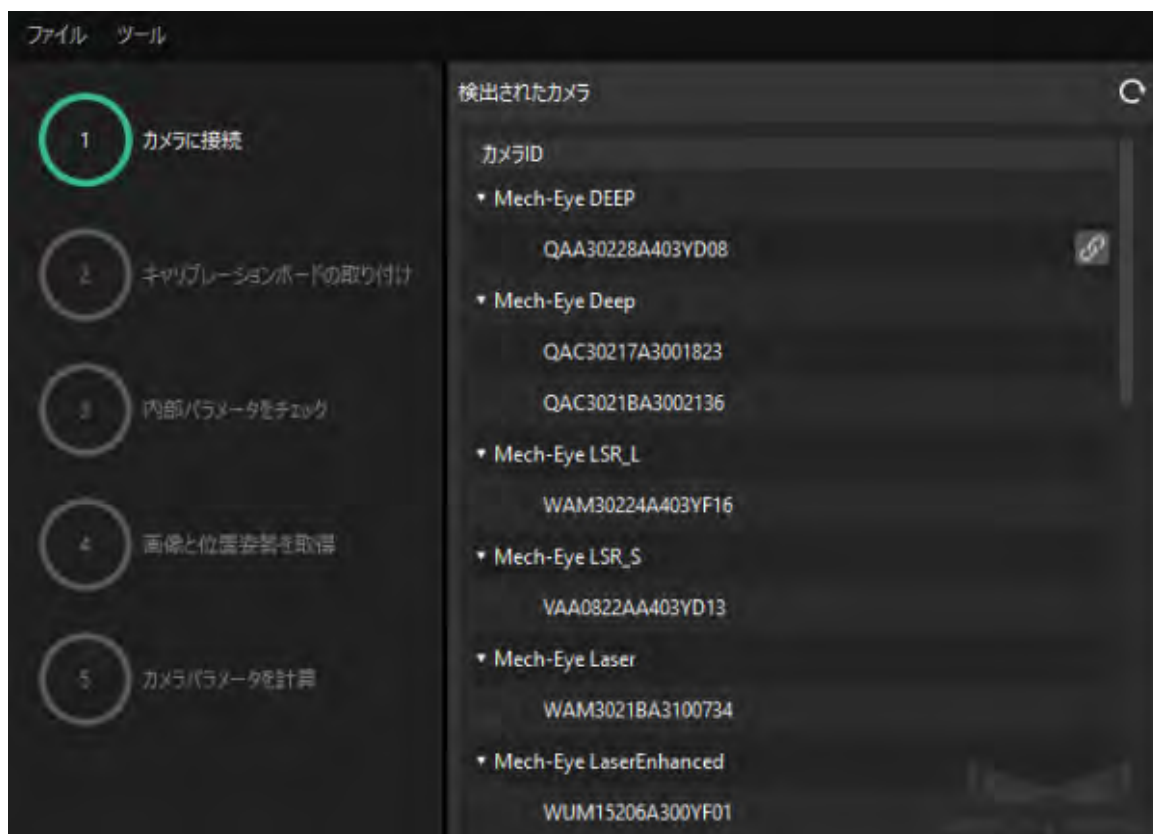 ファイル ツール
1 カメラに接続
2 キャリブレーションボードの取り付け
3 内部パラメータをチェック
4 画像と位置姿勢を取得
5 カメラパラメータを計算
検出されたカメラ
カメラID
▾ Mech-Eye DEEP
QAA30228A403YD08
▾ Mech-Eye Deep
QAC30217A3001823
QAC3021BA3002136
▾ Mech-Eye LSR_L
WAM30224A403YF16
▾ Mech-Eye LSR_S
VAA0822AA403YD13
▾ Mech-Eye Laser
WAM3021BA3100734
▾ Mech-Eye LaserEnhanced
WUM15206A300YF01